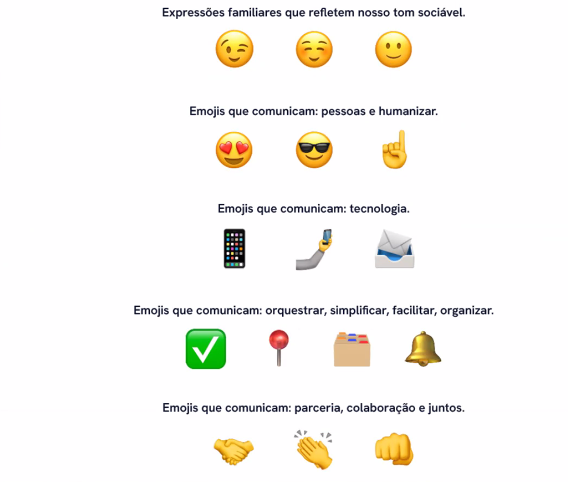 Expressões familiares que refletem nosso tom sociável.
Emojis que comunicam: pessoas e humanizar.
Emojis que comunicam: tecnologia.
Emojis que comunicam: orquestrar, simplificar, facilitar, organizar.
Emojis que comunicam: parceria, colaboração e juntos.